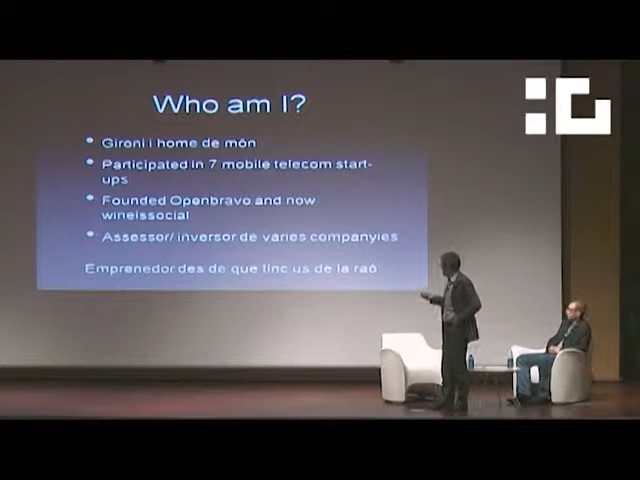 Who am I?
• Gironi i home de món
• Participated in 7 mobile telecom start-
ups
• Founded Openbravo and now
wineissocial
• Assessor/ inversor de varies companyies
Emprenedor des de que tinc us de la raó